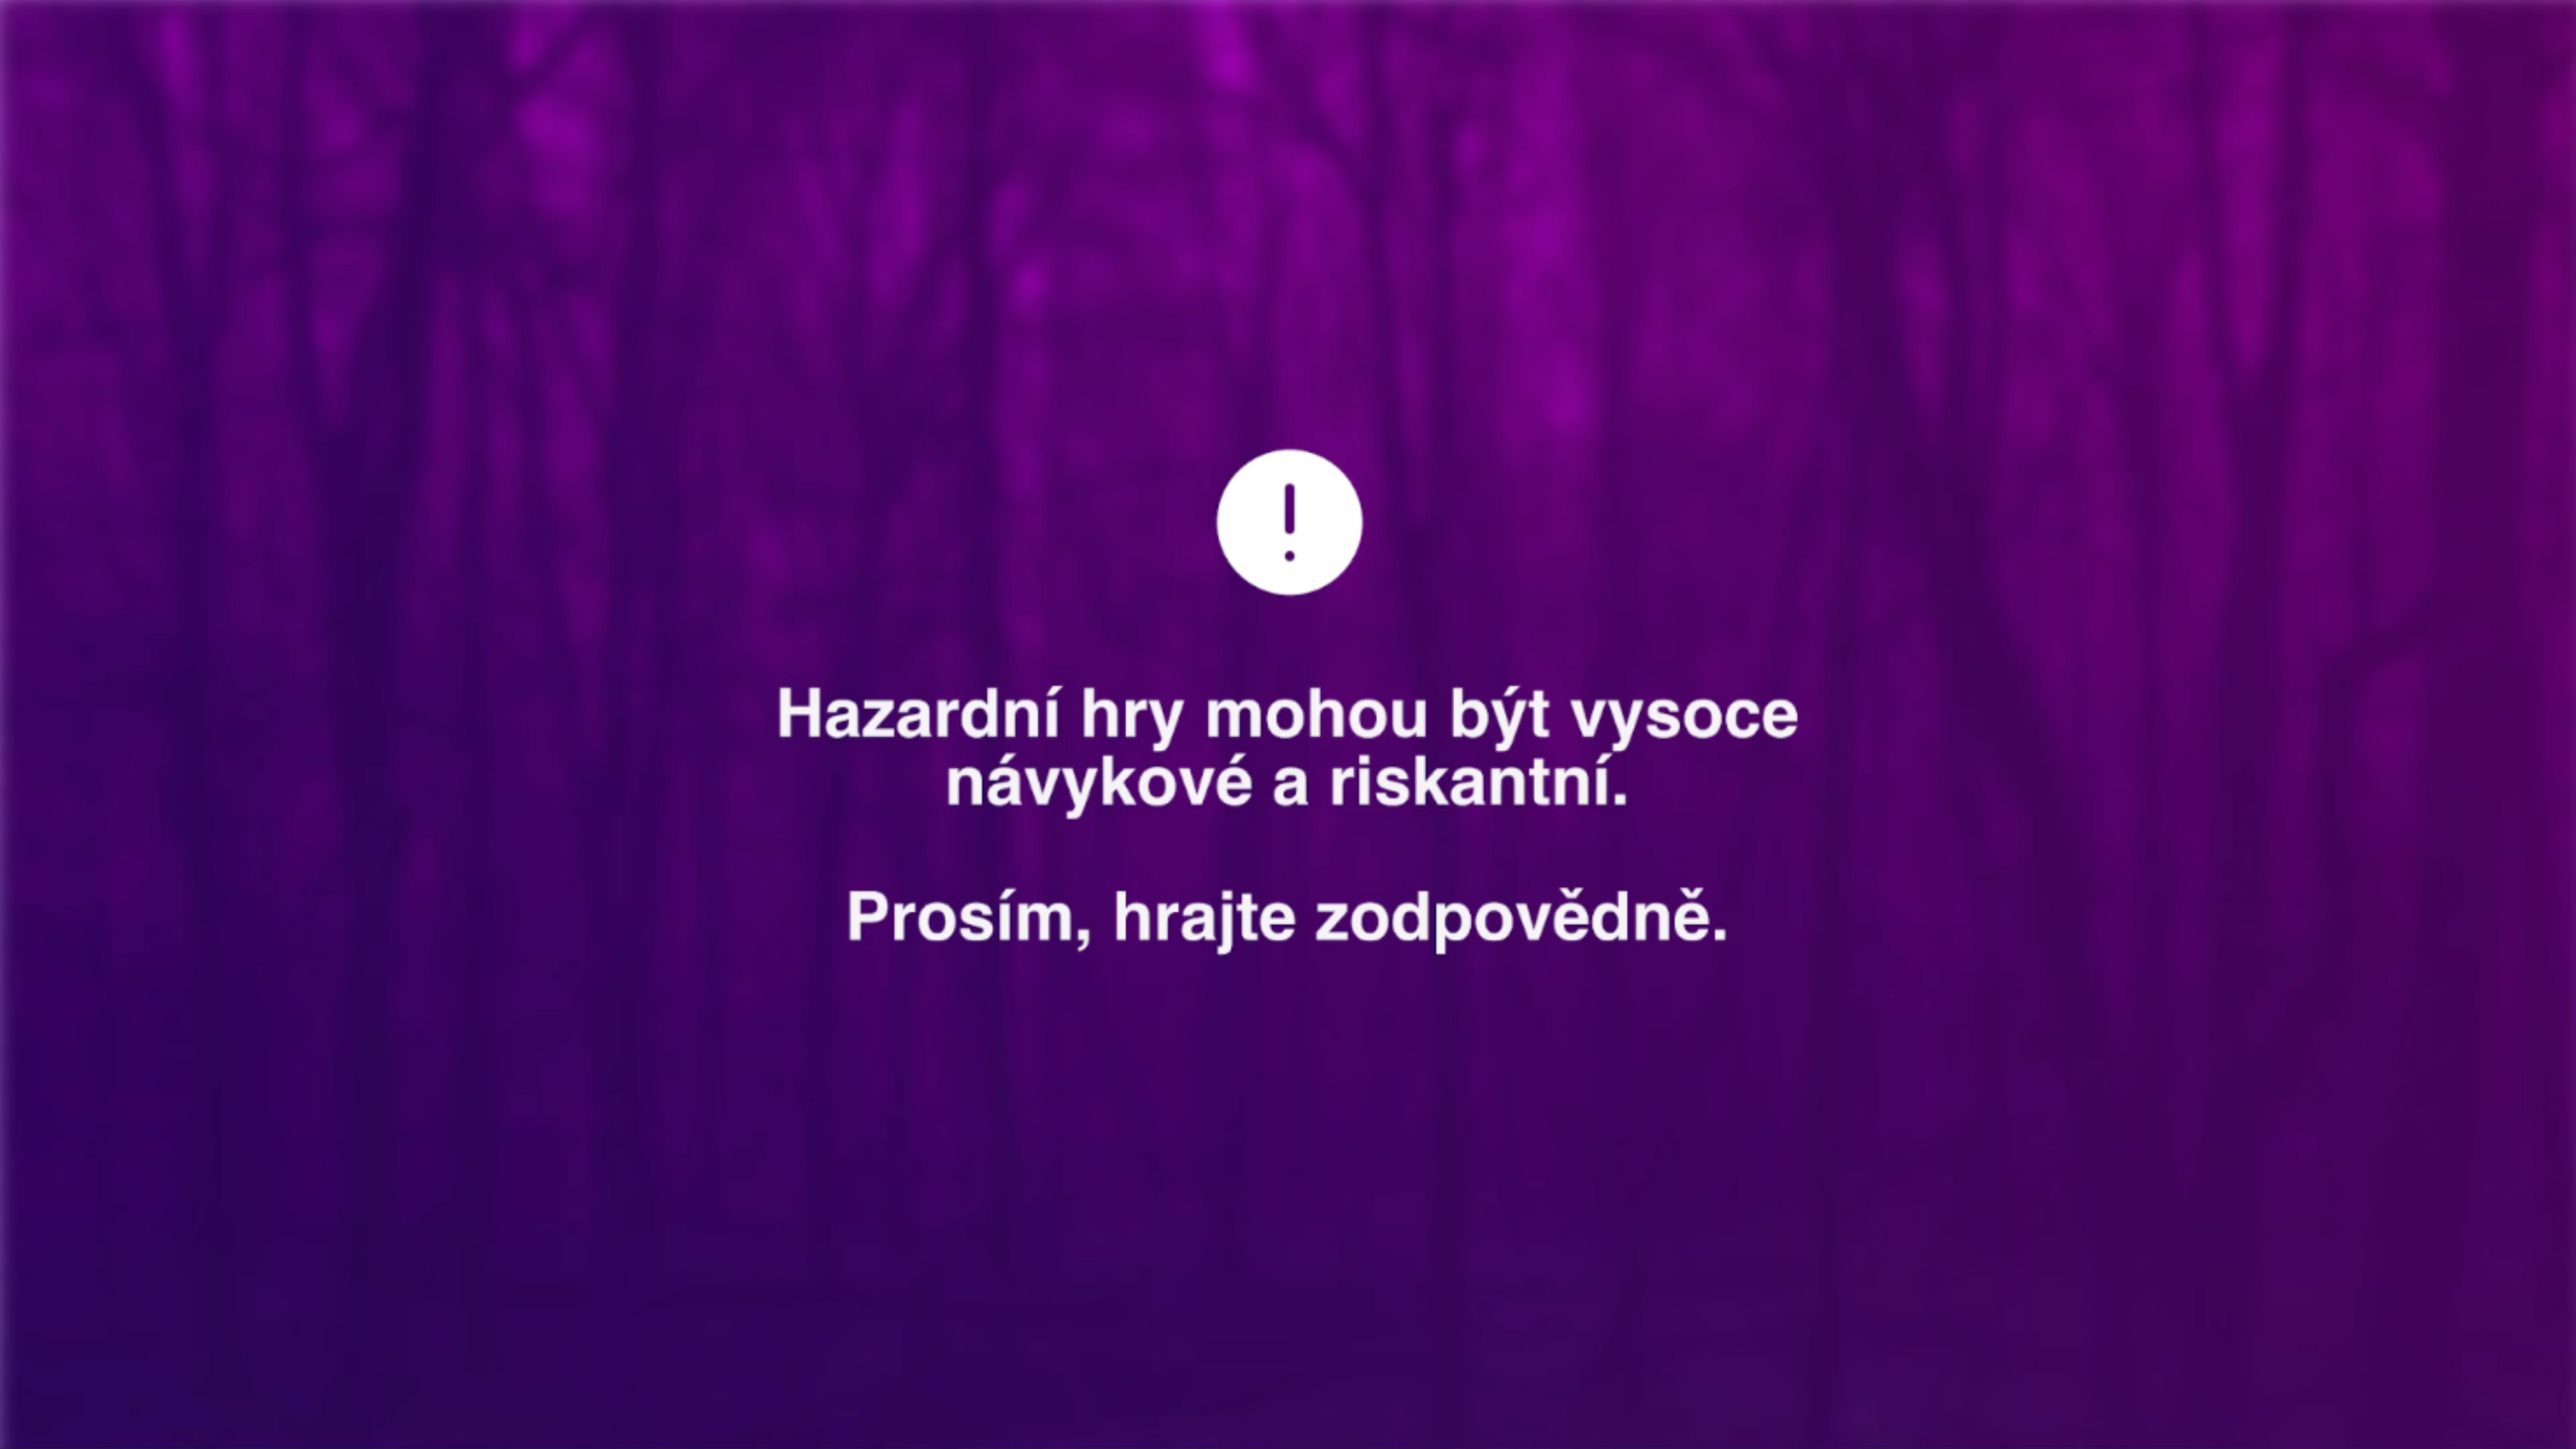 Hazardní hry mohou být vysoce
návykové a riskantní.
Prosím, hrajte zodpovědně.